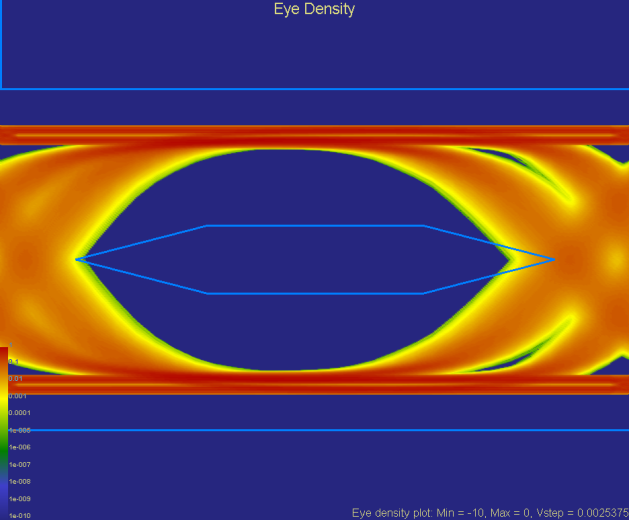 Eye Density
0.1
0.01
0.001
0.0001
1e-005
1e-006
1e-007
1e-008
1e-009
1e-010
Eye density plot: Min = -10, Max = 0, Vstep = 0.0025375